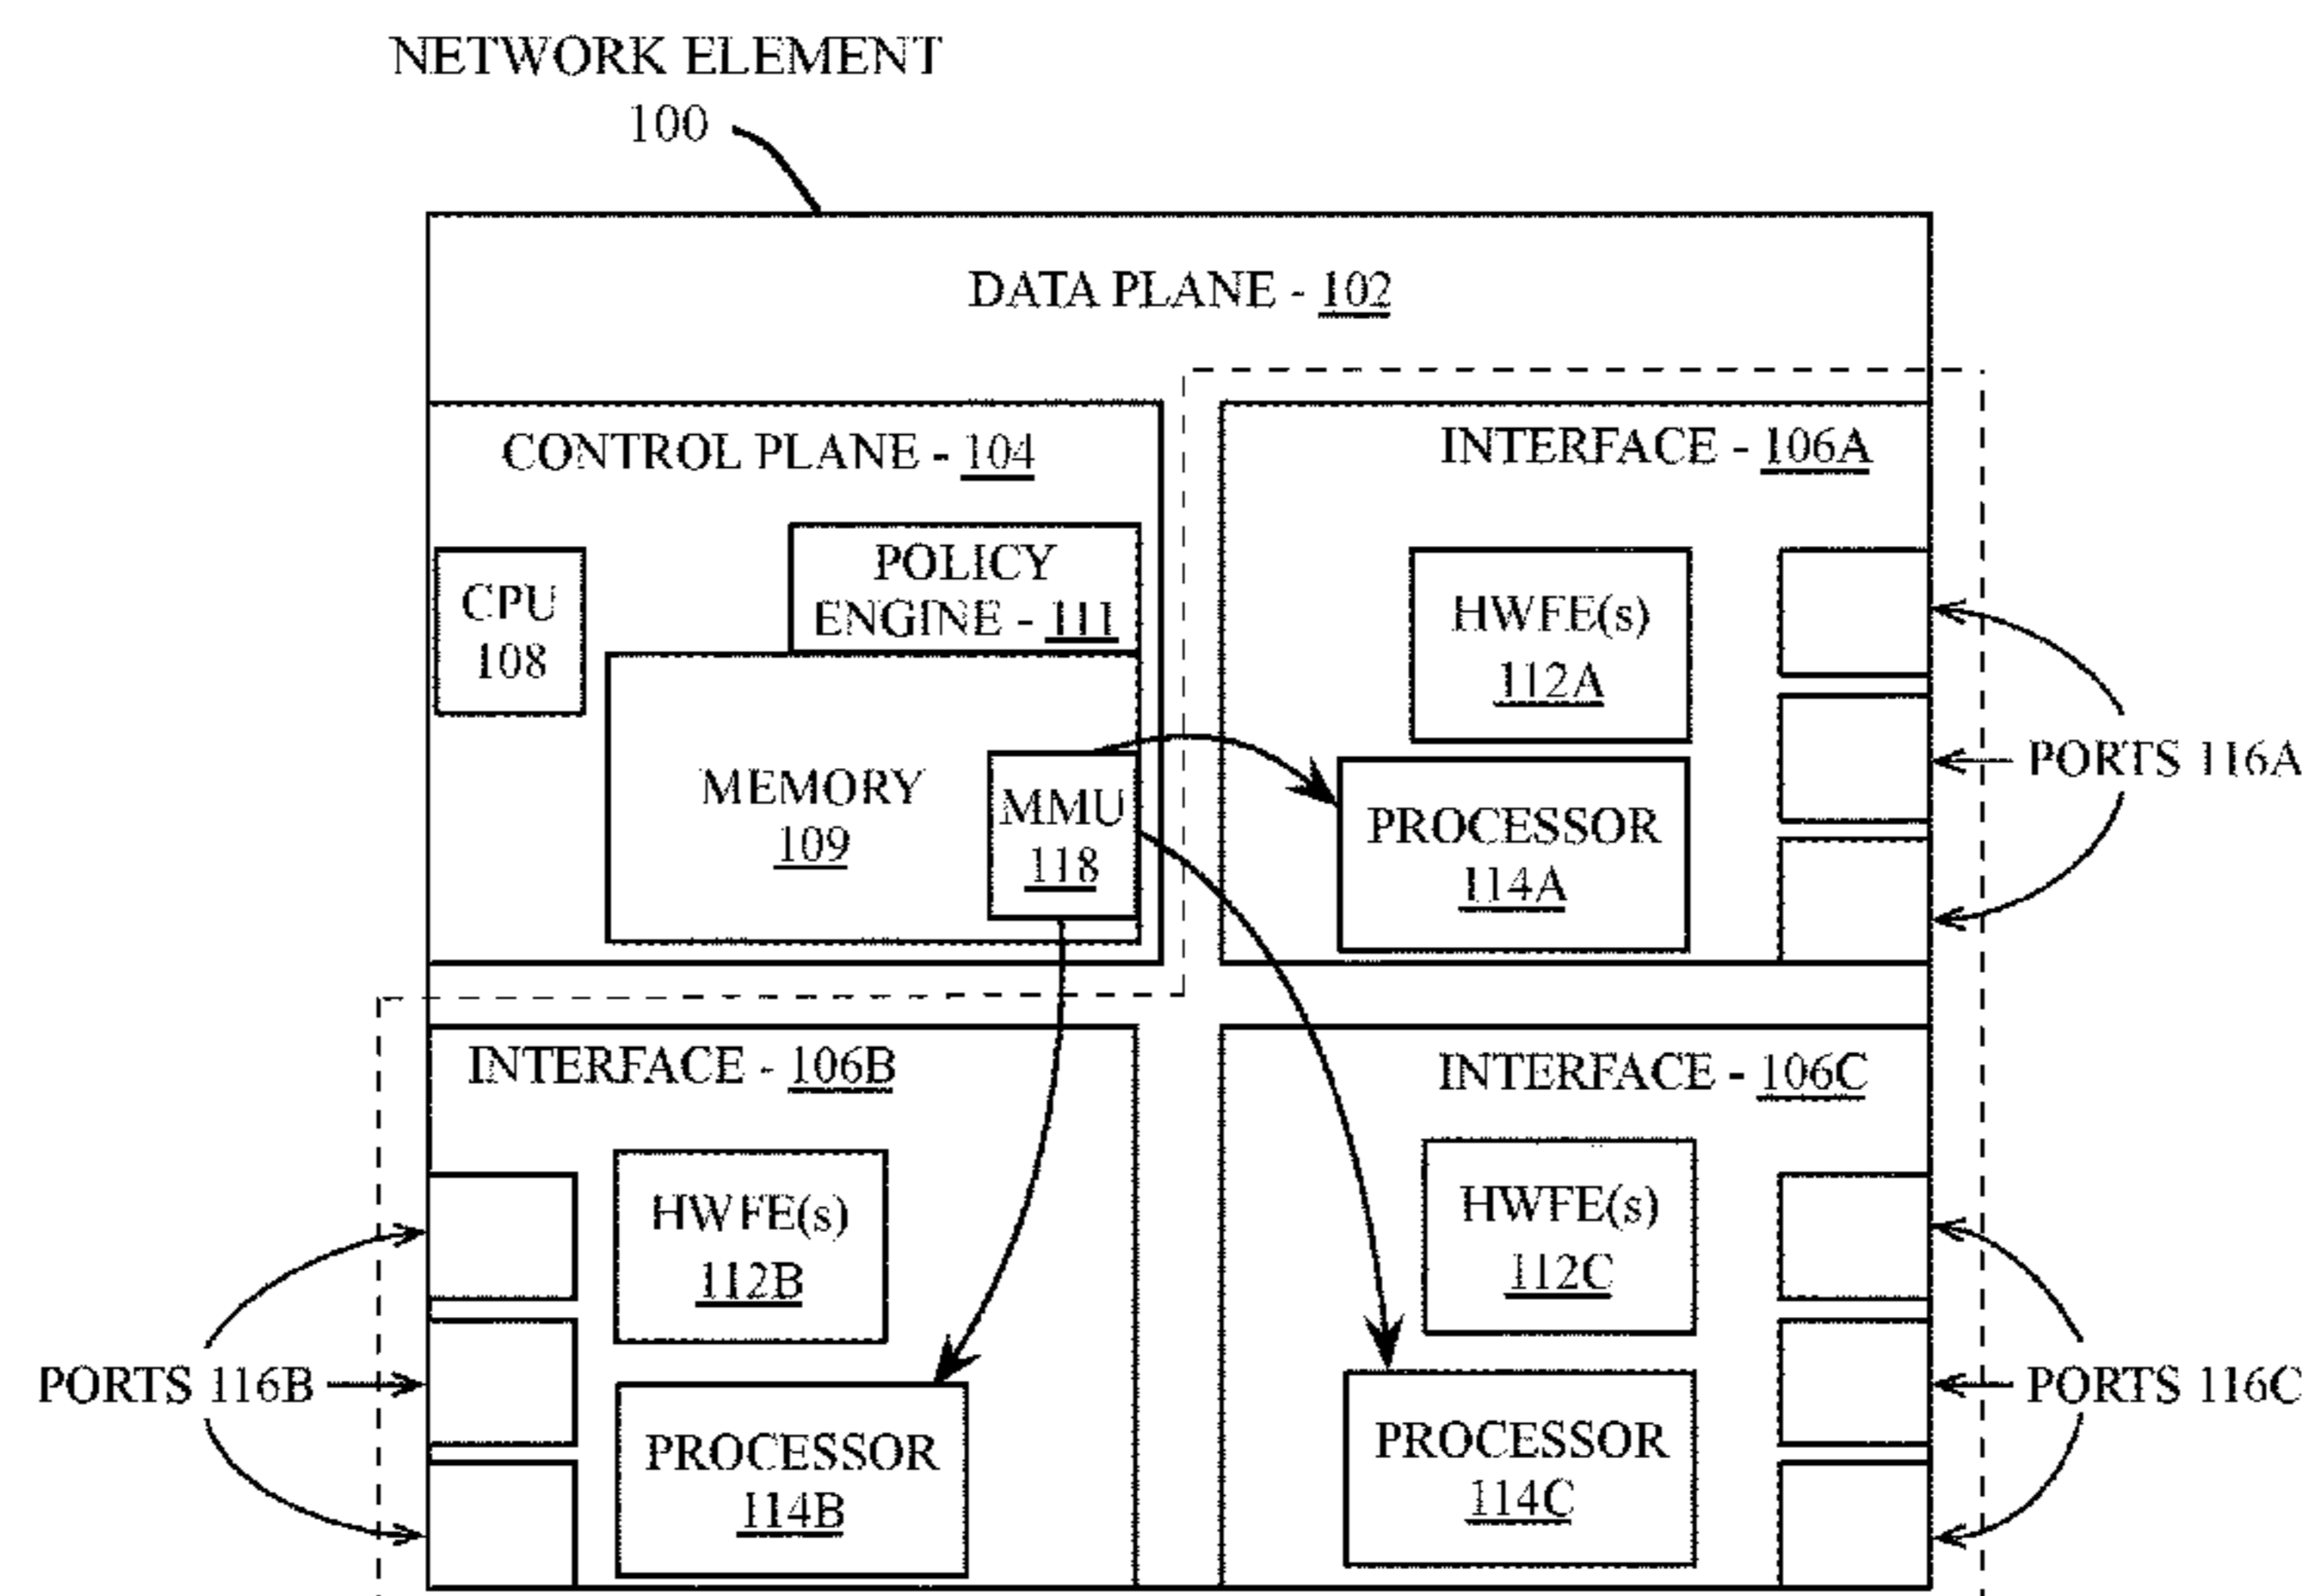 NETWORK ELEMENT
100
DATA PLANE - 102
CONTROL PLANE - 104
CPU
108
POLICY
ENGINE - 111
MEMORY
109
MMU
118
INTERFACE - 106A
HWFE(s)
112A
PROCESSOR
114A
PORTS 116A
INTERFACE - 106B
HWFE(s)
112B
PROCESSOR
114B
PORTS 116B
INTERFACE - 106C
HWFE(s)
112C
PROCESSOR
114C
PORTS 116C